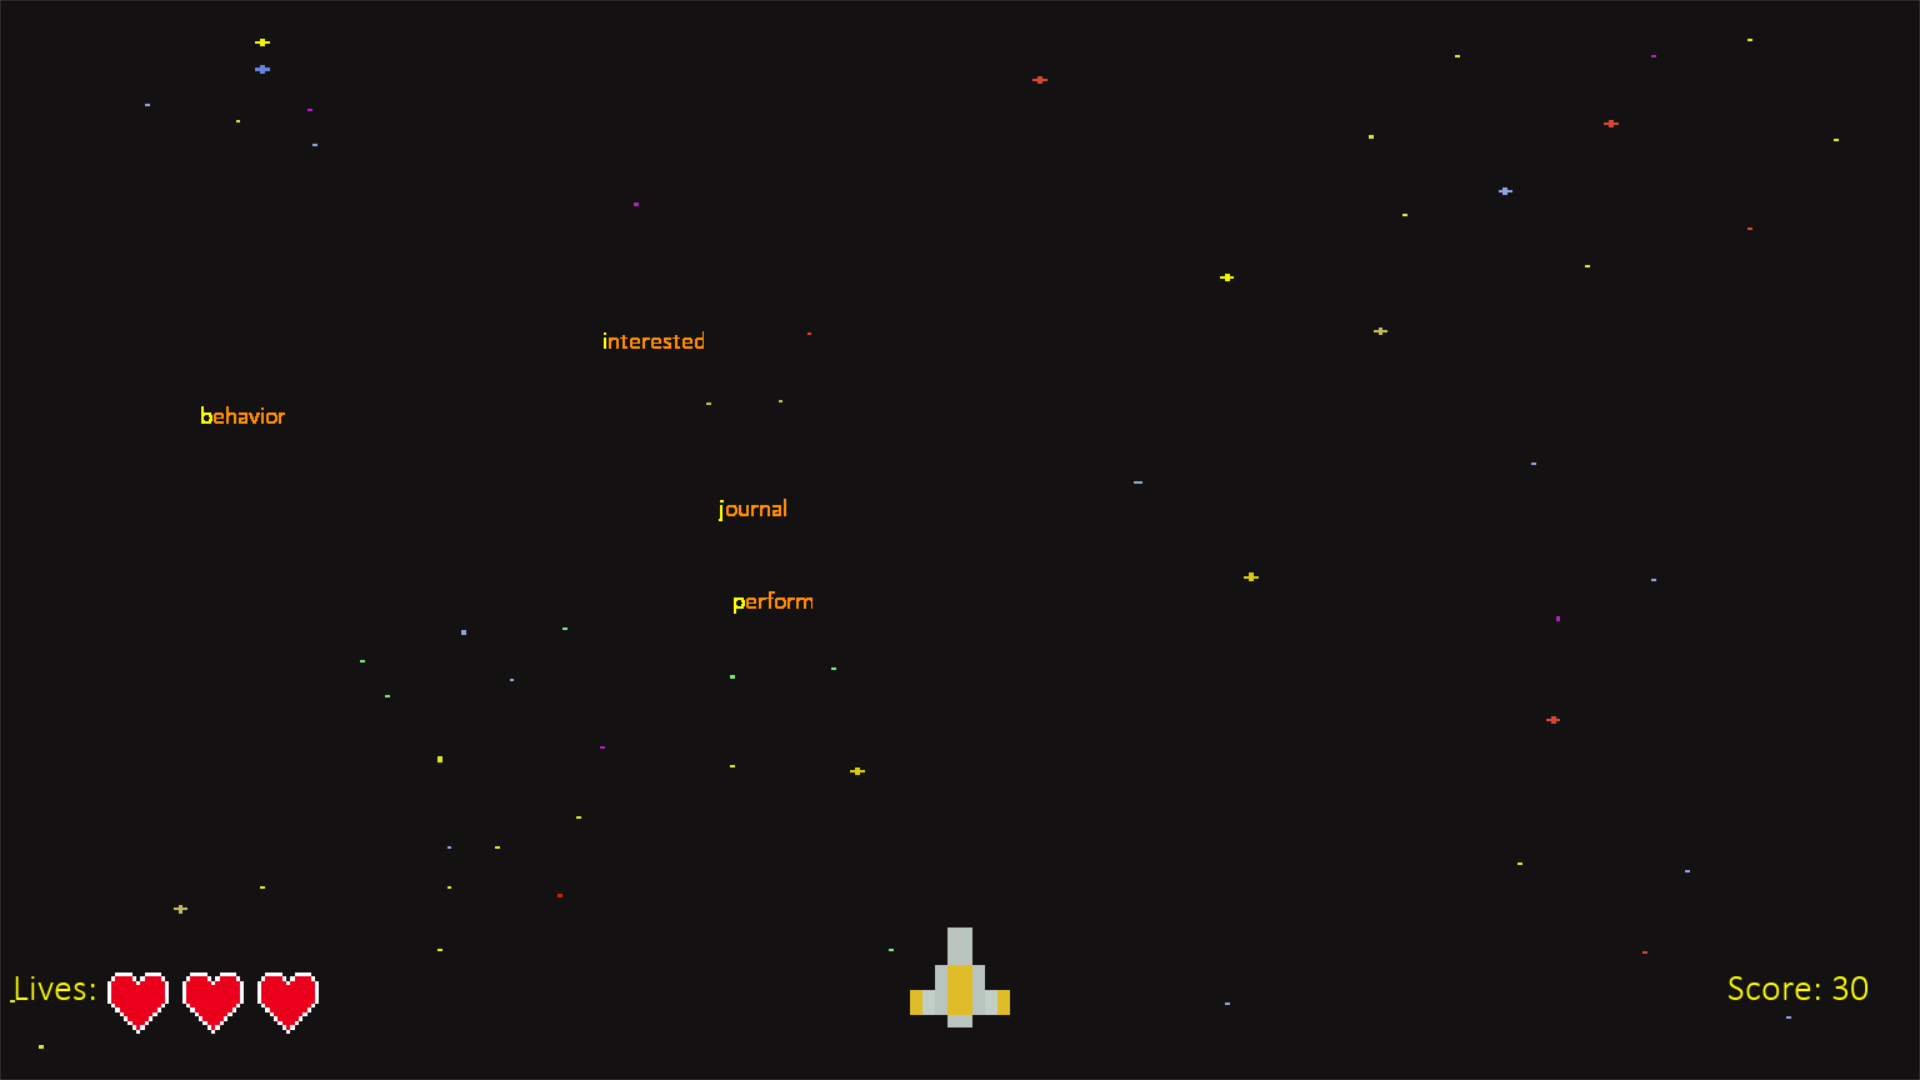 interested
behavior
journal
perform
Lives:
Score: 30